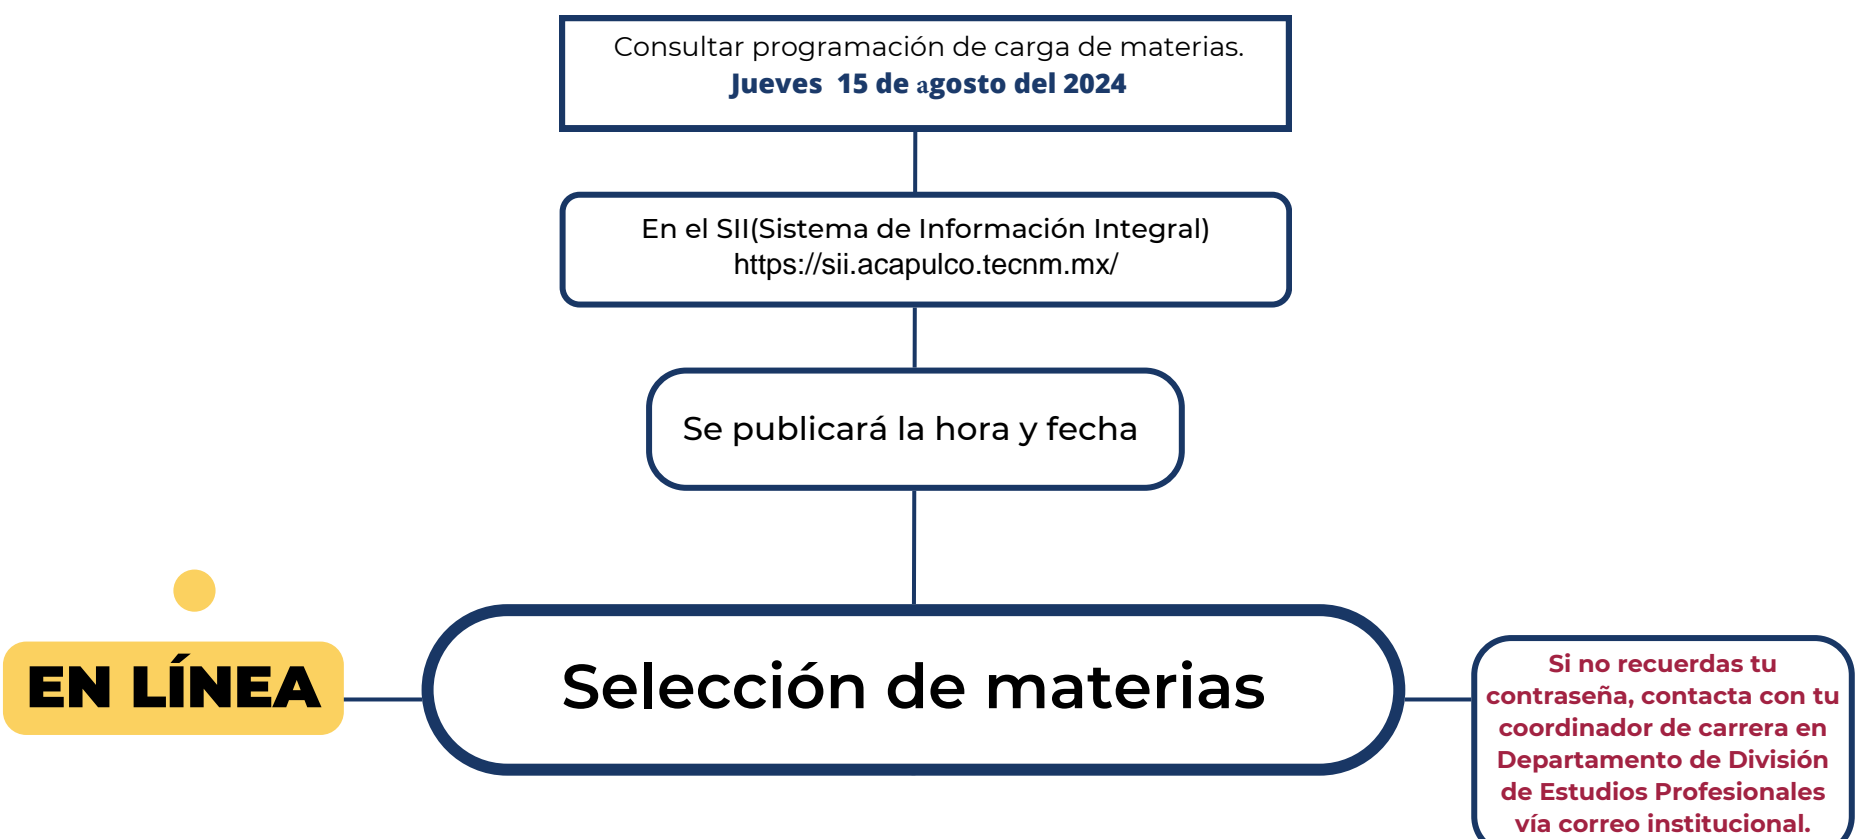 Consultar programación de carga de materias.
Jueves 15 de agosto del 2024
En el SII(Sistema de Información Integral)
https://sii.acapulco.tecnm.mx/
Se publicará la hora y fecha
EN LÍNEA
Selección de materias
Si no recuerdas tu
contraseña, contacta con tu
coordinador de carrera en
Departamento de División
de Estudios Profesionales
vía correo institucional.